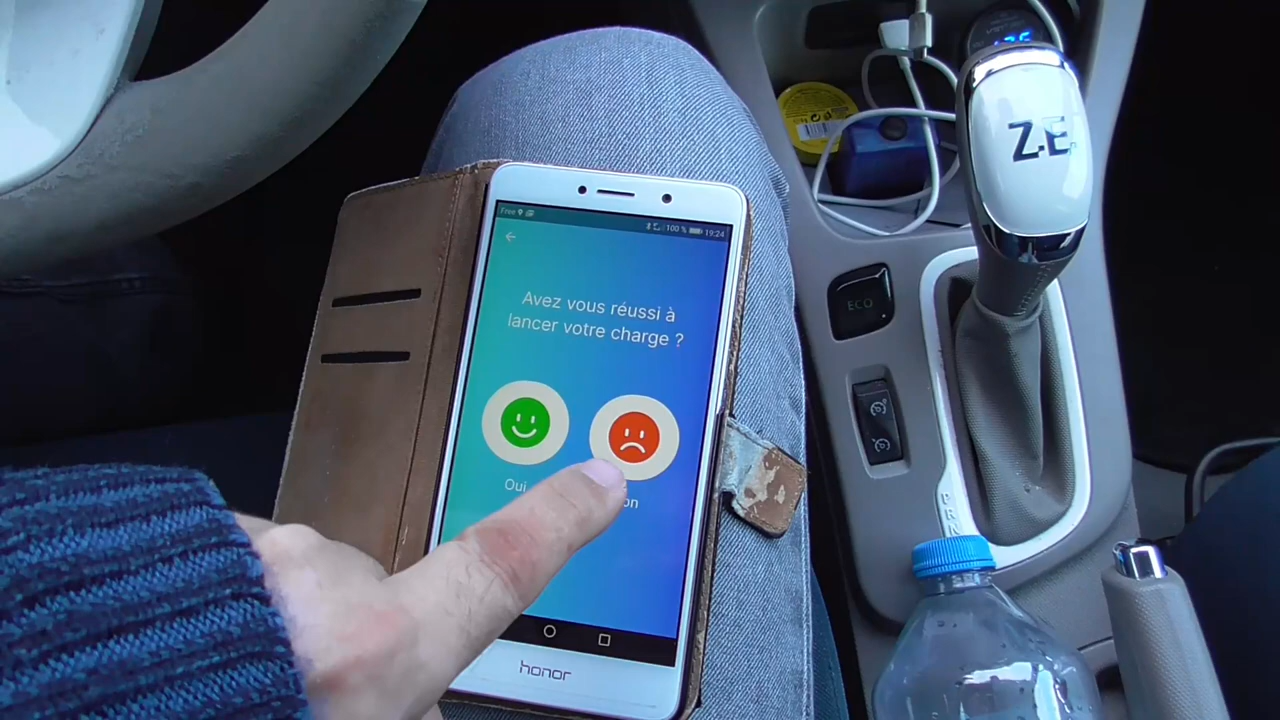 Free
100 % 19:24
Avez vous réussi à
lancer votre charge ?
Oui
on
honor
Z.E.
ECO
P
R
N